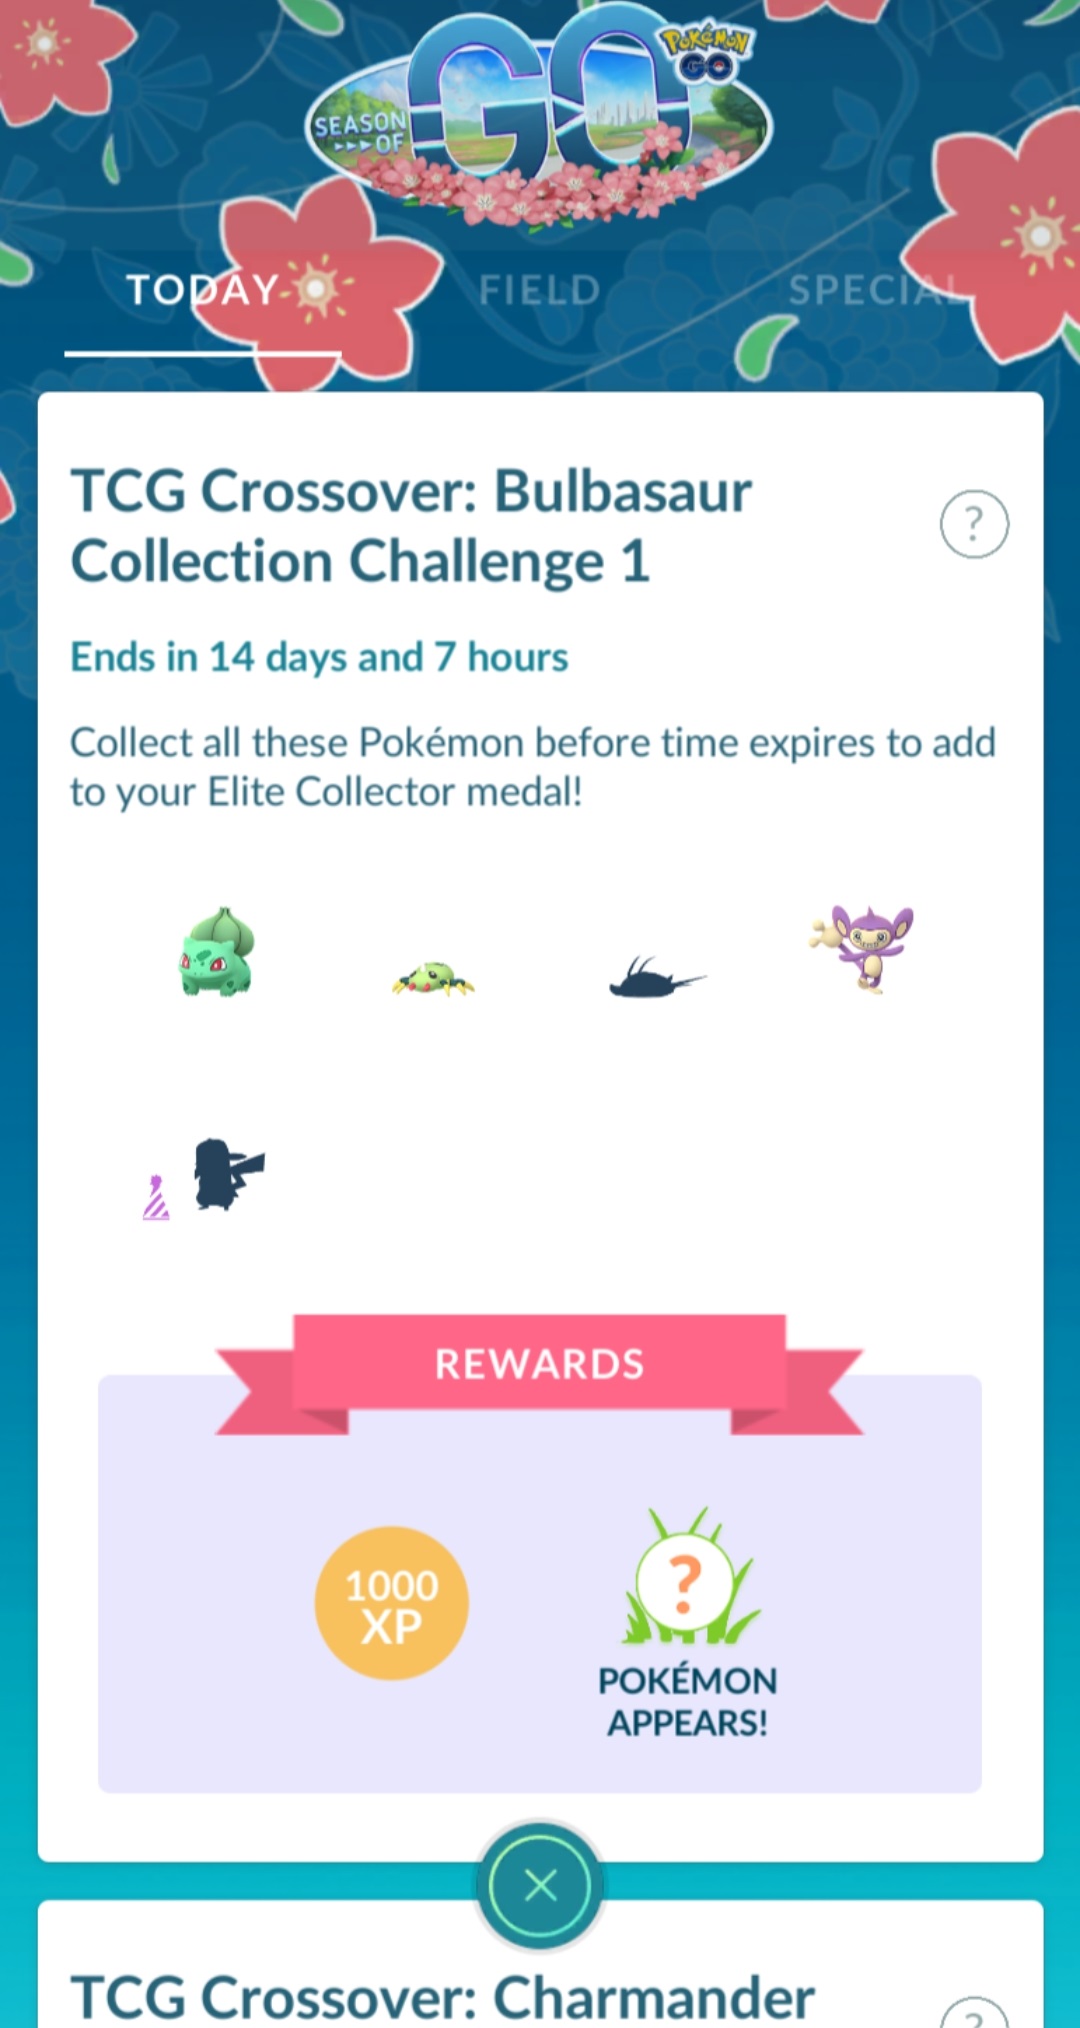 SEASON
OF
GO
POKÉMON
GO
TODAY
FIELD
SPECIAL
TCG Crossover: Bulbasaur
Collection Challenge 1
?
Ends in 14 days and 7 hours
Collect all these Pokémon before time expires to add
to your Elite Collector medal!
REWARDS
1000
XP
?
POKÉMON
APPEARS!
TCG Crossover: Charmander
?